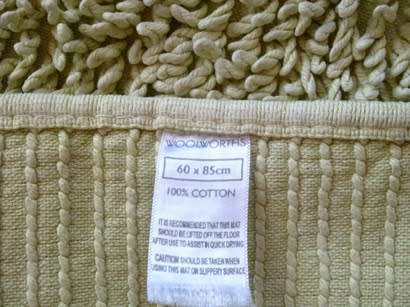 WOOLWORTHS
60 x 85cm
100% COTTON
IT IS RECOMMENDED THAT THIS MAT
SHOULD BE LIFTED OFF THE FLOOR
AFTER USE TO ASSIST IN QUICK DRYING
CAUTION SHOULD BE TAKEN WHEN
USING THIS MAT ON SLIPPERY SURFACE